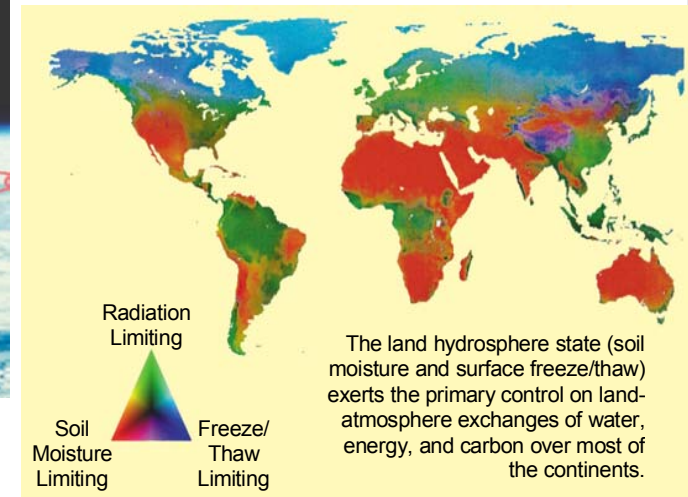 Radiation
Limiting
Soil
Moisture
Limiting
Freeze/
Thaw
Limiting
The land hydrosphere state (soil
moisture and surface freeze/thaw)
exerts the primary control on land-
atmosphere exchanges of water,
energy, and carbon over most of
the continents.